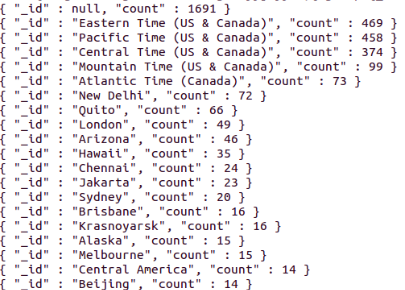 { "_id" : null, "count" : 1691 }
{ "_id" : "Eastern Time (US & Canada)", "count" : 469 }
{ "_id" : "Pacific Time (US & Canada)", "count" : 458 }
{ "_id" : "Central Time (US & Canada)", "count" : 374 }
{ "_id" : "Mountain Time (US & Canada)", "count" : 99 }
{ "_id" : "Atlantic Time (Canada)", "count" : 73 }
{ "_id" : "New Delhi", "count" : 72 }
{ "_id" : "Quito", "count" : 66 }
{ "_id" : "London", "count" : 49 }
{ "_id" : "Arizona", "count" : 46 }
{ "_id" : "Hawaii", "count" : 35 }
{ "_id" : "Chennai", "count" : 24 }
{ "_id" : "Jakarta", "count" : 23 }
{ "_id" : "Sydney", "count" : 20 }
{ "_id" : "Brisbane", "count" : 16 }
{ "_id" : "Krasnoyarsk", "count" : 16 }
{ "_id" : "Alaska", "count" : 15 }
{ "_id" : "Melbourne", "count" : 15 }
{ "_id" : "Central America", "count" : 14 }
{ "_id" : "Beijing", "count" : 14 }